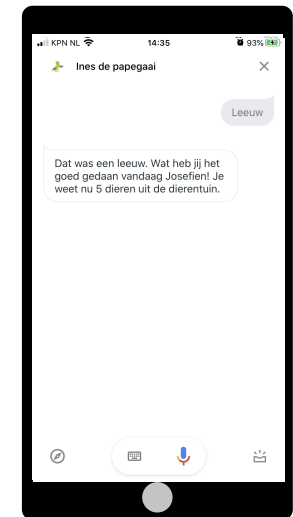 KPN NL 14:35 93%
Ines de papegaai
Leeuw
Dat was een leeuw. Wat heb jij het
goed gedaan vandaag Josefien! Je
weet nu 5 dieren uit de dierentuin.